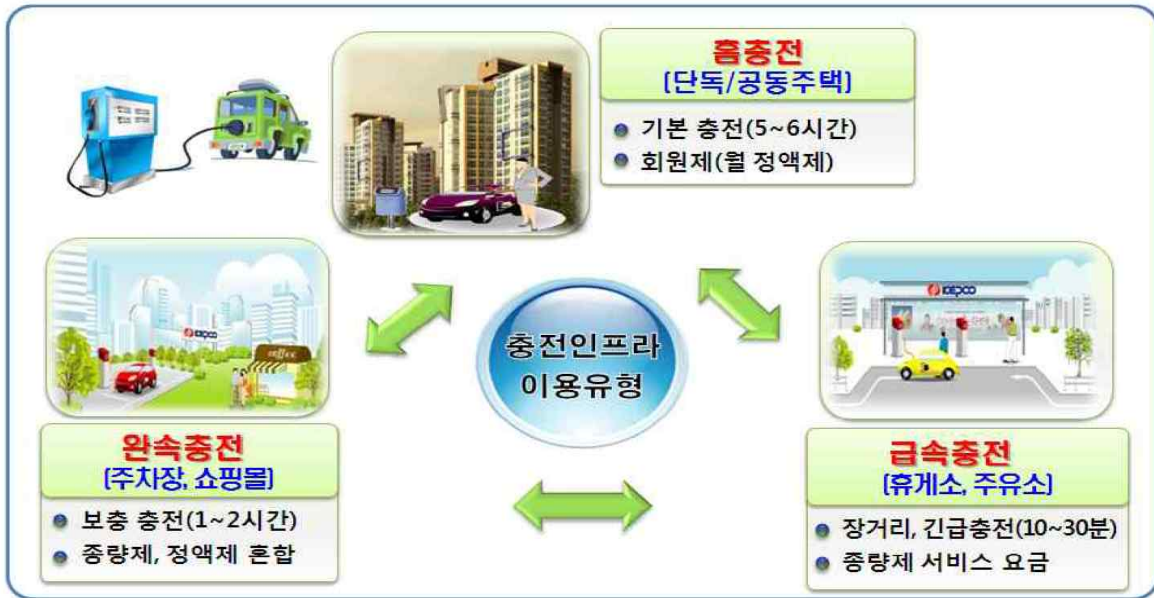 홈충전
(단독/공동주택)
기본 충전(5~6시간)
회원제(월 정액제)
KEPCO
coffee
KEPCO
충전인프라
이용유형
완속충전
(주차장, 쇼핑몰)
보충 충전(1~2시간)
종량제, 정액제 혼합
급속충전
(휴게소, 주유소)
장거리, 긴급충전(10~30분)
종량제 서비스 요금